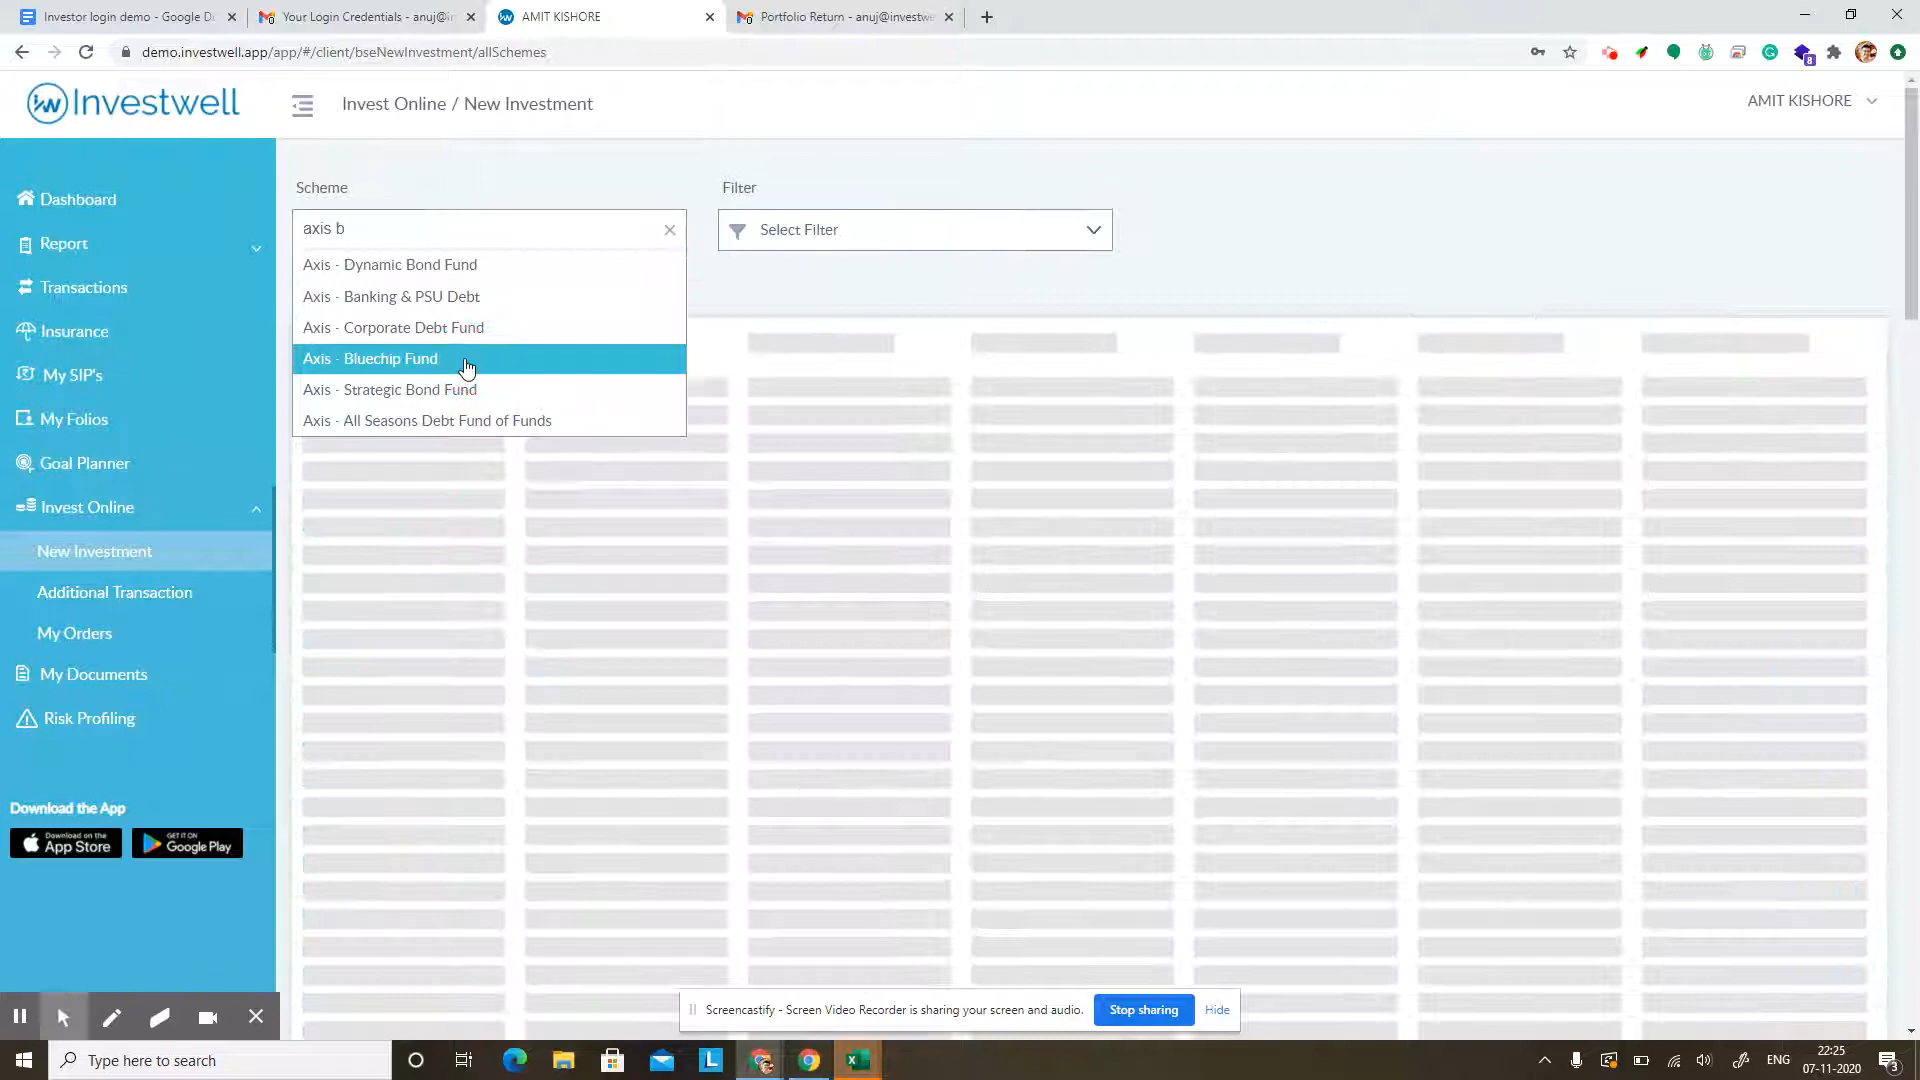 Investor login demo - Google D
Your Login Credentials - anuj@in
AMIT KISHORE
Portfolio Return - anuj@investwe
demo.investwell.app/app/#/client/bseNewInvestment/allSchemes
8
Investwell
Invest Online / New Investment
AMIT KISHORE
Dashboard
Report
Transactions
Insurance
My SIP's
My Folios
Goal Planner
Invest Online
New Investment
Additional Transaction
My Orders
My Documents
Risk Profiling
Download the App
Download on the
App Store
GET IT ON
Google Play
Scheme
axis b
Axis - Dynamic Bond Fund
Axis - Banking & PSU Debt
Axis - Corporate Debt Fund
Axis - Bluechip Fund
Axis - Strategic Bond Fund
Axis - All Seasons Debt Fund of Funds
Filter
Select Filter
Screencastify - Screen Video Recorder is sharing your screen and audio.
Stop sharing
Hide
Type here to search
L
ENG
22:25
07-11-2020
3